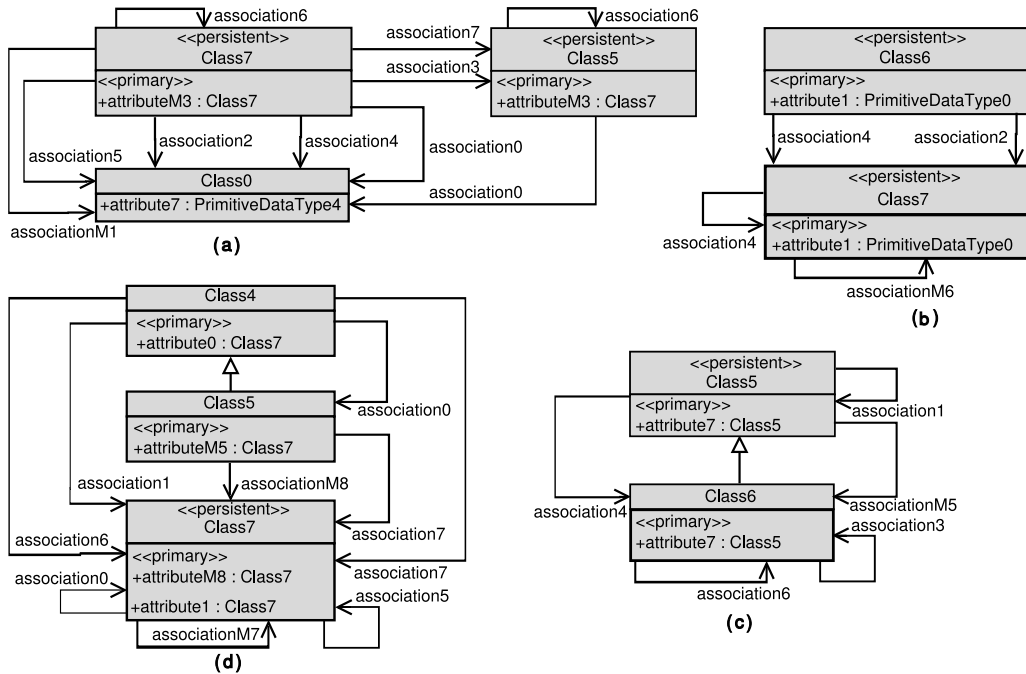 association6
<<persistent>>
Class7
<<primary>>
+attributeM3 : Class7
association7
association3
association6
<<persistent>>
Class5
<<primary>>
+attributeM3 : Class7
association5
association2
association4
association0
association0
Class0
+attribute7 : PrimitiveDataType4
associationM1
(a)
<<persistent>>
Class6
<<primary>>
+attribute1 : PrimitiveDataType0
association4
association2
<<persistent>>
Class7
<<primary>>
+attribute1 : PrimitiveDataType0
association4
associationM6
(b)
Class4
<<primary>>
+attribute0 : Class7
association0
Class5
<<primary>>
+attributeM5 : Class7
association1
associationM8
<<persistent>>
Class7
association7
association6
<<primary>>
+attributeM8 : Class7
+attribute1 : Class7
association7
association0
association5
associationM7
(d)
<<persistent>>
Class5
<<primary>>
+attribute7 : Class5
association1
association4
associationM5
Class6
<<primary>>
+attribute7 : Class5
association3
association6
(c)